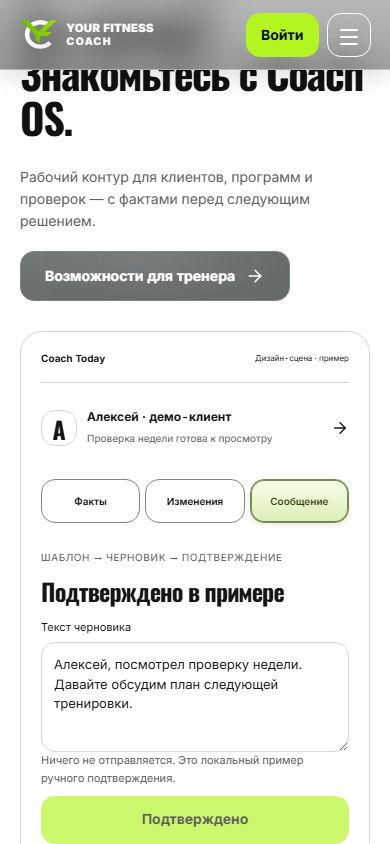 YOUR FITNESS
COACH
Войти
Знакомьтесь с Coach
OS.
Рабочий контур для клиентов, программ и
проверок — с фактами перед следующим
решением.
Возможности для тренера
Coach Today
Дизайн-сцена · пример
А
Алексей · демо-клиент
Проверка недели готова к просмотру
Факты
Изменения
Сообщение
ШАБЛОН → ЧЕРНОВИК → ПОДТВЕРЖДЕНИЕ
Подтверждено в примере
Текст черновика
Алексей, посмотрел проверку недели.
Давайте обсудим план следующей
тренировки.
Ничего не отправляется. Это локальный пример
ручного подтверждения.
Подтверждено